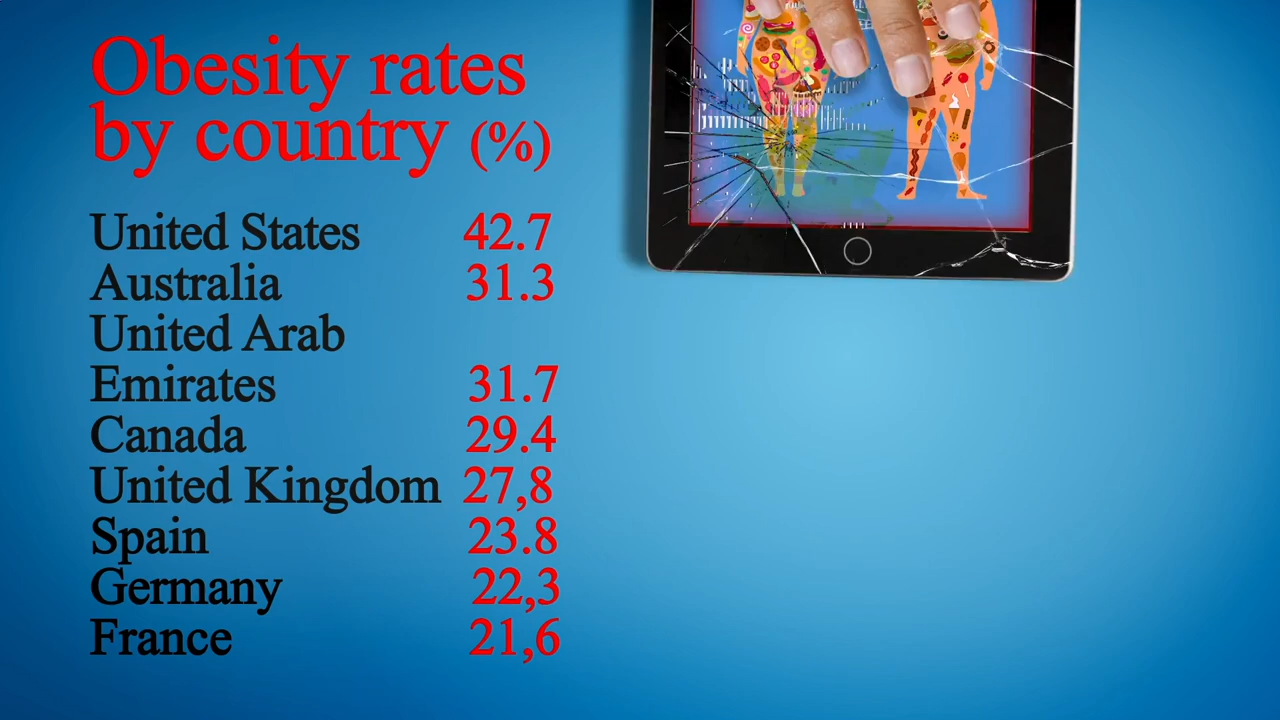 Obesity rates
by country (%)
United States 42.7
Australia 31.3
United Arab
Emirates 31.7
Canada 29.4
United Kingdom 27,8
Spain 23.8
Germany 22,3
France 21,6